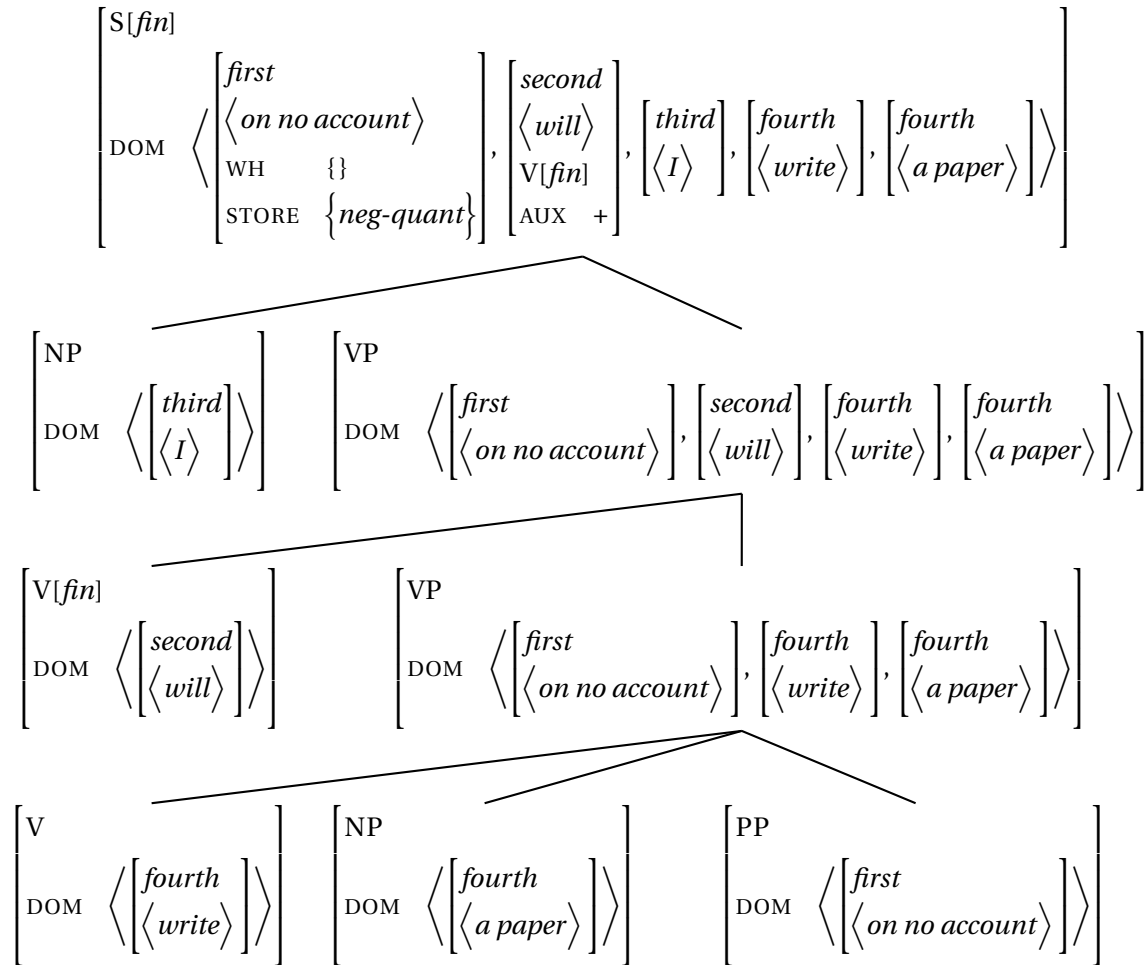 S[fin]
DOM ⟨[first ⟨on no account⟩ WH {} STORE {neg-quant}], [second ⟨will⟩ V[fin] AUX +], [third ⟨I⟩], [fourth ⟨write⟩], [fourth ⟨a paper⟩]⟩
NP
DOM ⟨[third ⟨I⟩]⟩
VP
DOM ⟨[first ⟨on no account⟩], [second ⟨will⟩], [fourth ⟨write⟩], [fourth ⟨a paper⟩]⟩
V[fin]
DOM ⟨[second ⟨will⟩]⟩
VP
DOM ⟨[first ⟨on no account⟩], [fourth ⟨write⟩], [fourth ⟨a paper⟩]⟩
V
DOM ⟨[fourth ⟨write⟩]⟩
NP
DOM ⟨[fourth ⟨a paper⟩]⟩
PP
DOM ⟨[first ⟨on no account⟩]⟩